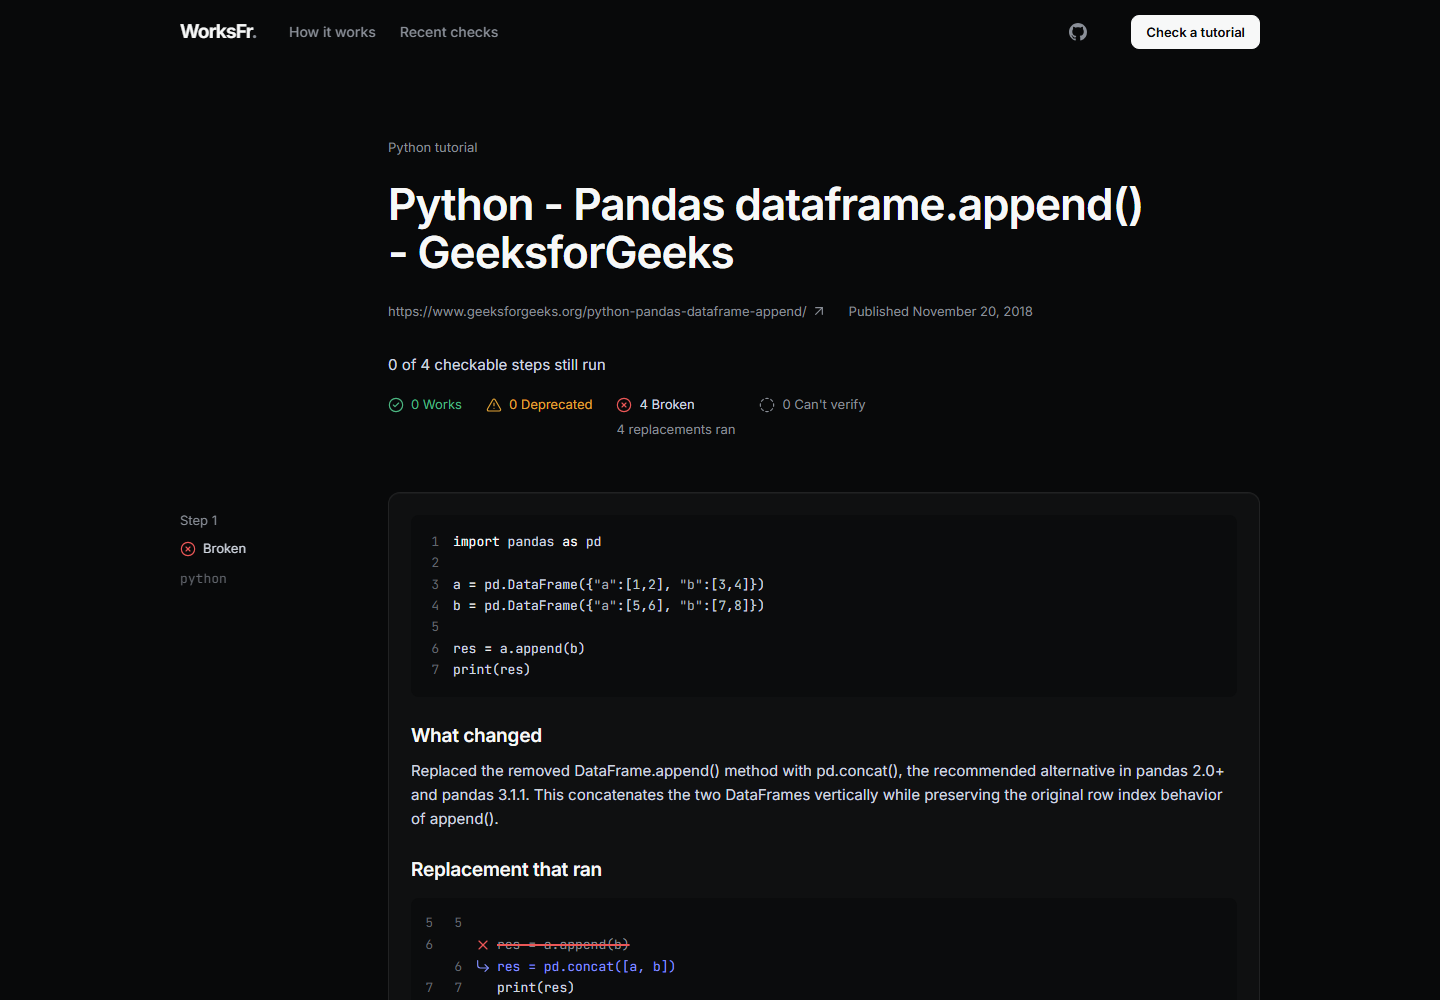 WorksFr.
How it works
Recent checks
Check a tutorial
Python tutorial
Python - Pandas dataframe.append()
- GeeksforGeeks
https://www.geeksforgeeks.org/python-pandas-dataframe-append/
Published November 20, 2018
0 of 4 checkable steps still run
0 Works
0 Deprecated
4 Broken
0 Can't verify
4 replacements ran
Step 1
Broken
python
1 import pandas as pd
2
3 a = pd.DataFrame({"a":[1,2], "b":[3,4]})
4 b = pd.DataFrame({"a":[5,6], "b":[7,8]})
5
6 res = a.append(b)
7 print(res)
What changed
Replaced the removed DataFrame.append() method with pd.concat(), the recommended alternative in pandas 2.0+
and pandas 3.1.1. This concatenates the two DataFrames vertically while preserving the original row index behavior
of append().
Replacement that ran
5 5
6 res = a.append(b)
6 res = pd.concat([a, b])
7 7 print(res)